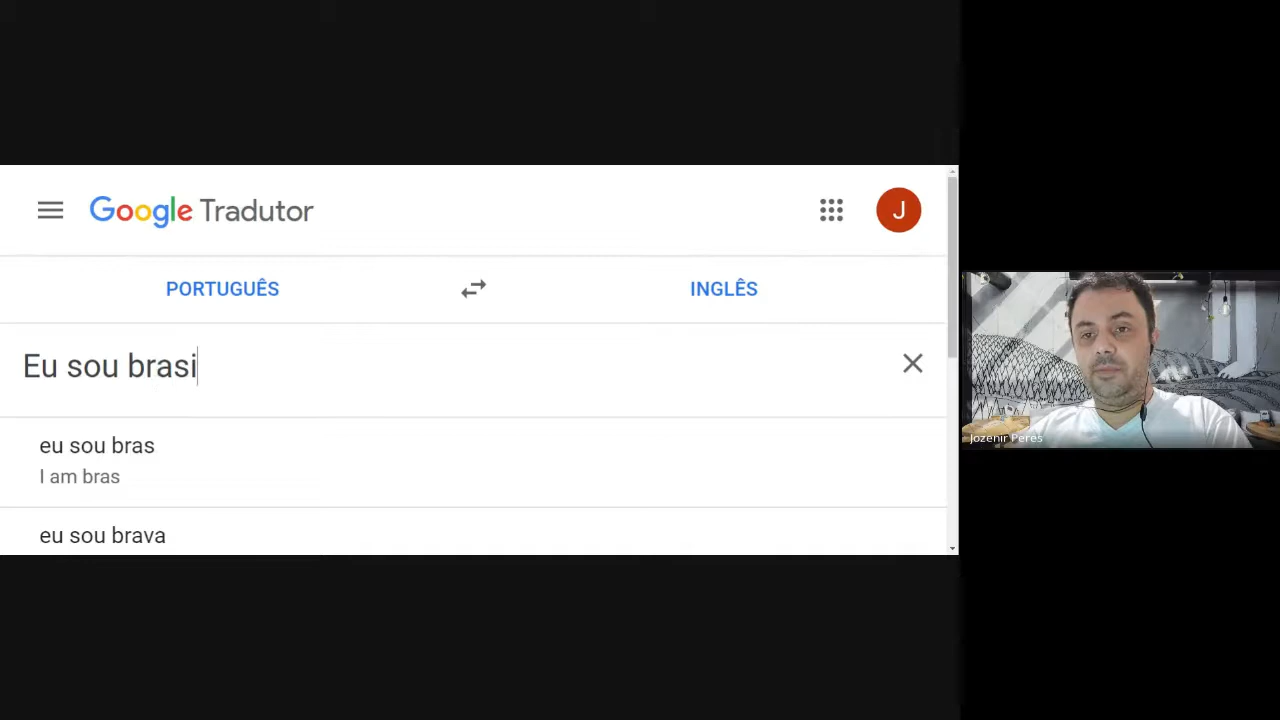 Google Tradutor
J
PORTUGUÊS
INGLÊS
Eu sou brasi
eu sou bras
I am bras
eu sou brava
Jozenir Peres